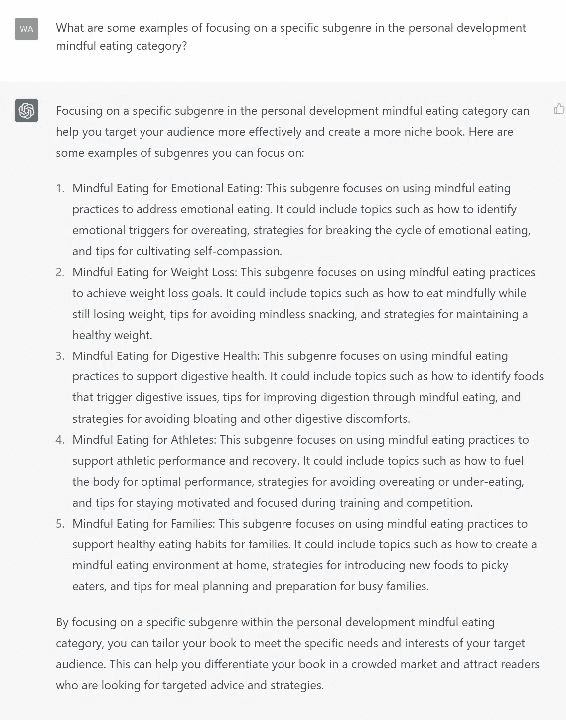 WA
What are some examples of focusing on a specific subgenre in the personal development
mindful eating category?
Focusing on a specific subgenre in the personal development mindful eating category can
help you target your audience more effectively and create a more niche book. Here are
some examples of subgenres you can focus on:
1. Mindful Eating for Emotional Eating: This subgenre focuses on using mindful eating
practices to address emotional eating. It could include topics such as how to identify
emotional triggers for overeating, strategies for breaking the cycle of emotional eating,
and tips for cultivating self-compassion.
2. Mindful Eating for Weight Loss: This subgenre focuses on using mindful eating practices
to achieve weight loss goals. It could include topics such as how to eat mindfully while
still losing weight, tips for avoiding mindless snacking, and strategies for maintaining a
healthy weight.
3. Mindful Eating for Digestive Health: This subgenre focuses on using mindful eating
practices to support digestive health. It could include topics such as how to identify foods
that trigger digestive issues, tips for improving digestion through mindful eating, and
strategies for avoiding bloating and other digestive discomforts.
4. Mindful Eating for Athletes: This subgenre focuses on using mindful eating practices to
support athletic performance and recovery. It could include topics such as how to fuel
the body for optimal performance, strategies for avoiding overeating or under-eating,
and tips for staying motivated and focused during training and competition.
5. Mindful Eating for Families: This subgenre focuses on using mindful eating practices to
support healthy eating habits for families. It could include topics such as how to create a
mindful eating environment at home, strategies for introducing new foods to picky
eaters, and tips for meal planning and preparation for busy families.
By focusing on a specific subgenre within the personal development mindful eating
category, you can tailor your book to meet the specific needs and interests of your target
audience. This can help you differentiate your book in a crowded market and attract readers
who are looking for targeted advice and strategies.